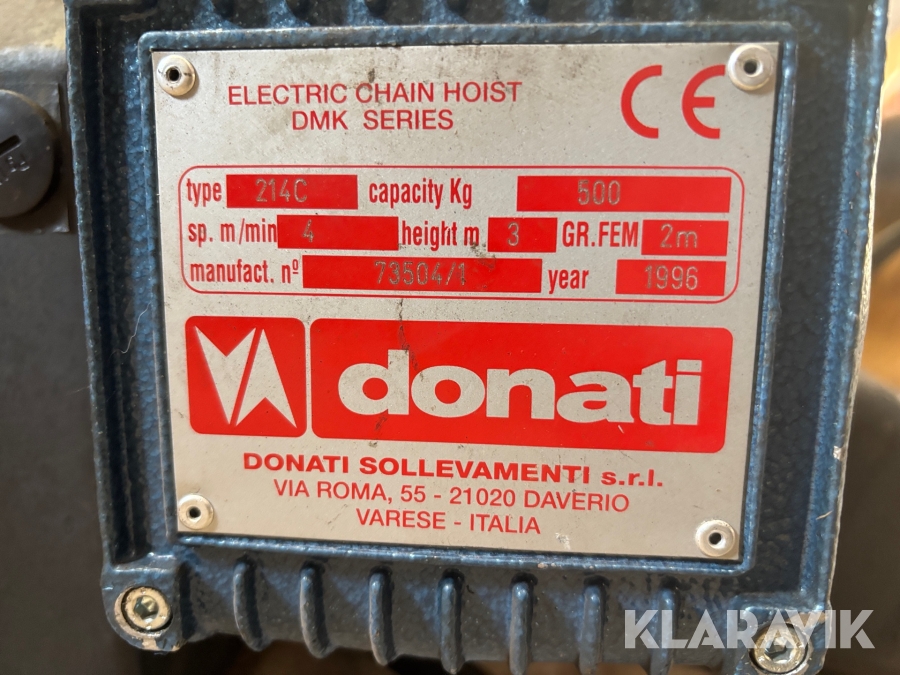 ELECTRIC CHAIN HOIST
DMK SERIES
CE
type 214C capacity Kg 500
sp. m/min 4 height m 3 GR.FEM 2m
manufact. nº 73504/1 year 1996
donati
DONATI SOLLEVAMENTI s.r.l.
VIA ROMA, 55 - 21020 DAVERIO
VARESE - ITALIA
KLARAVIK